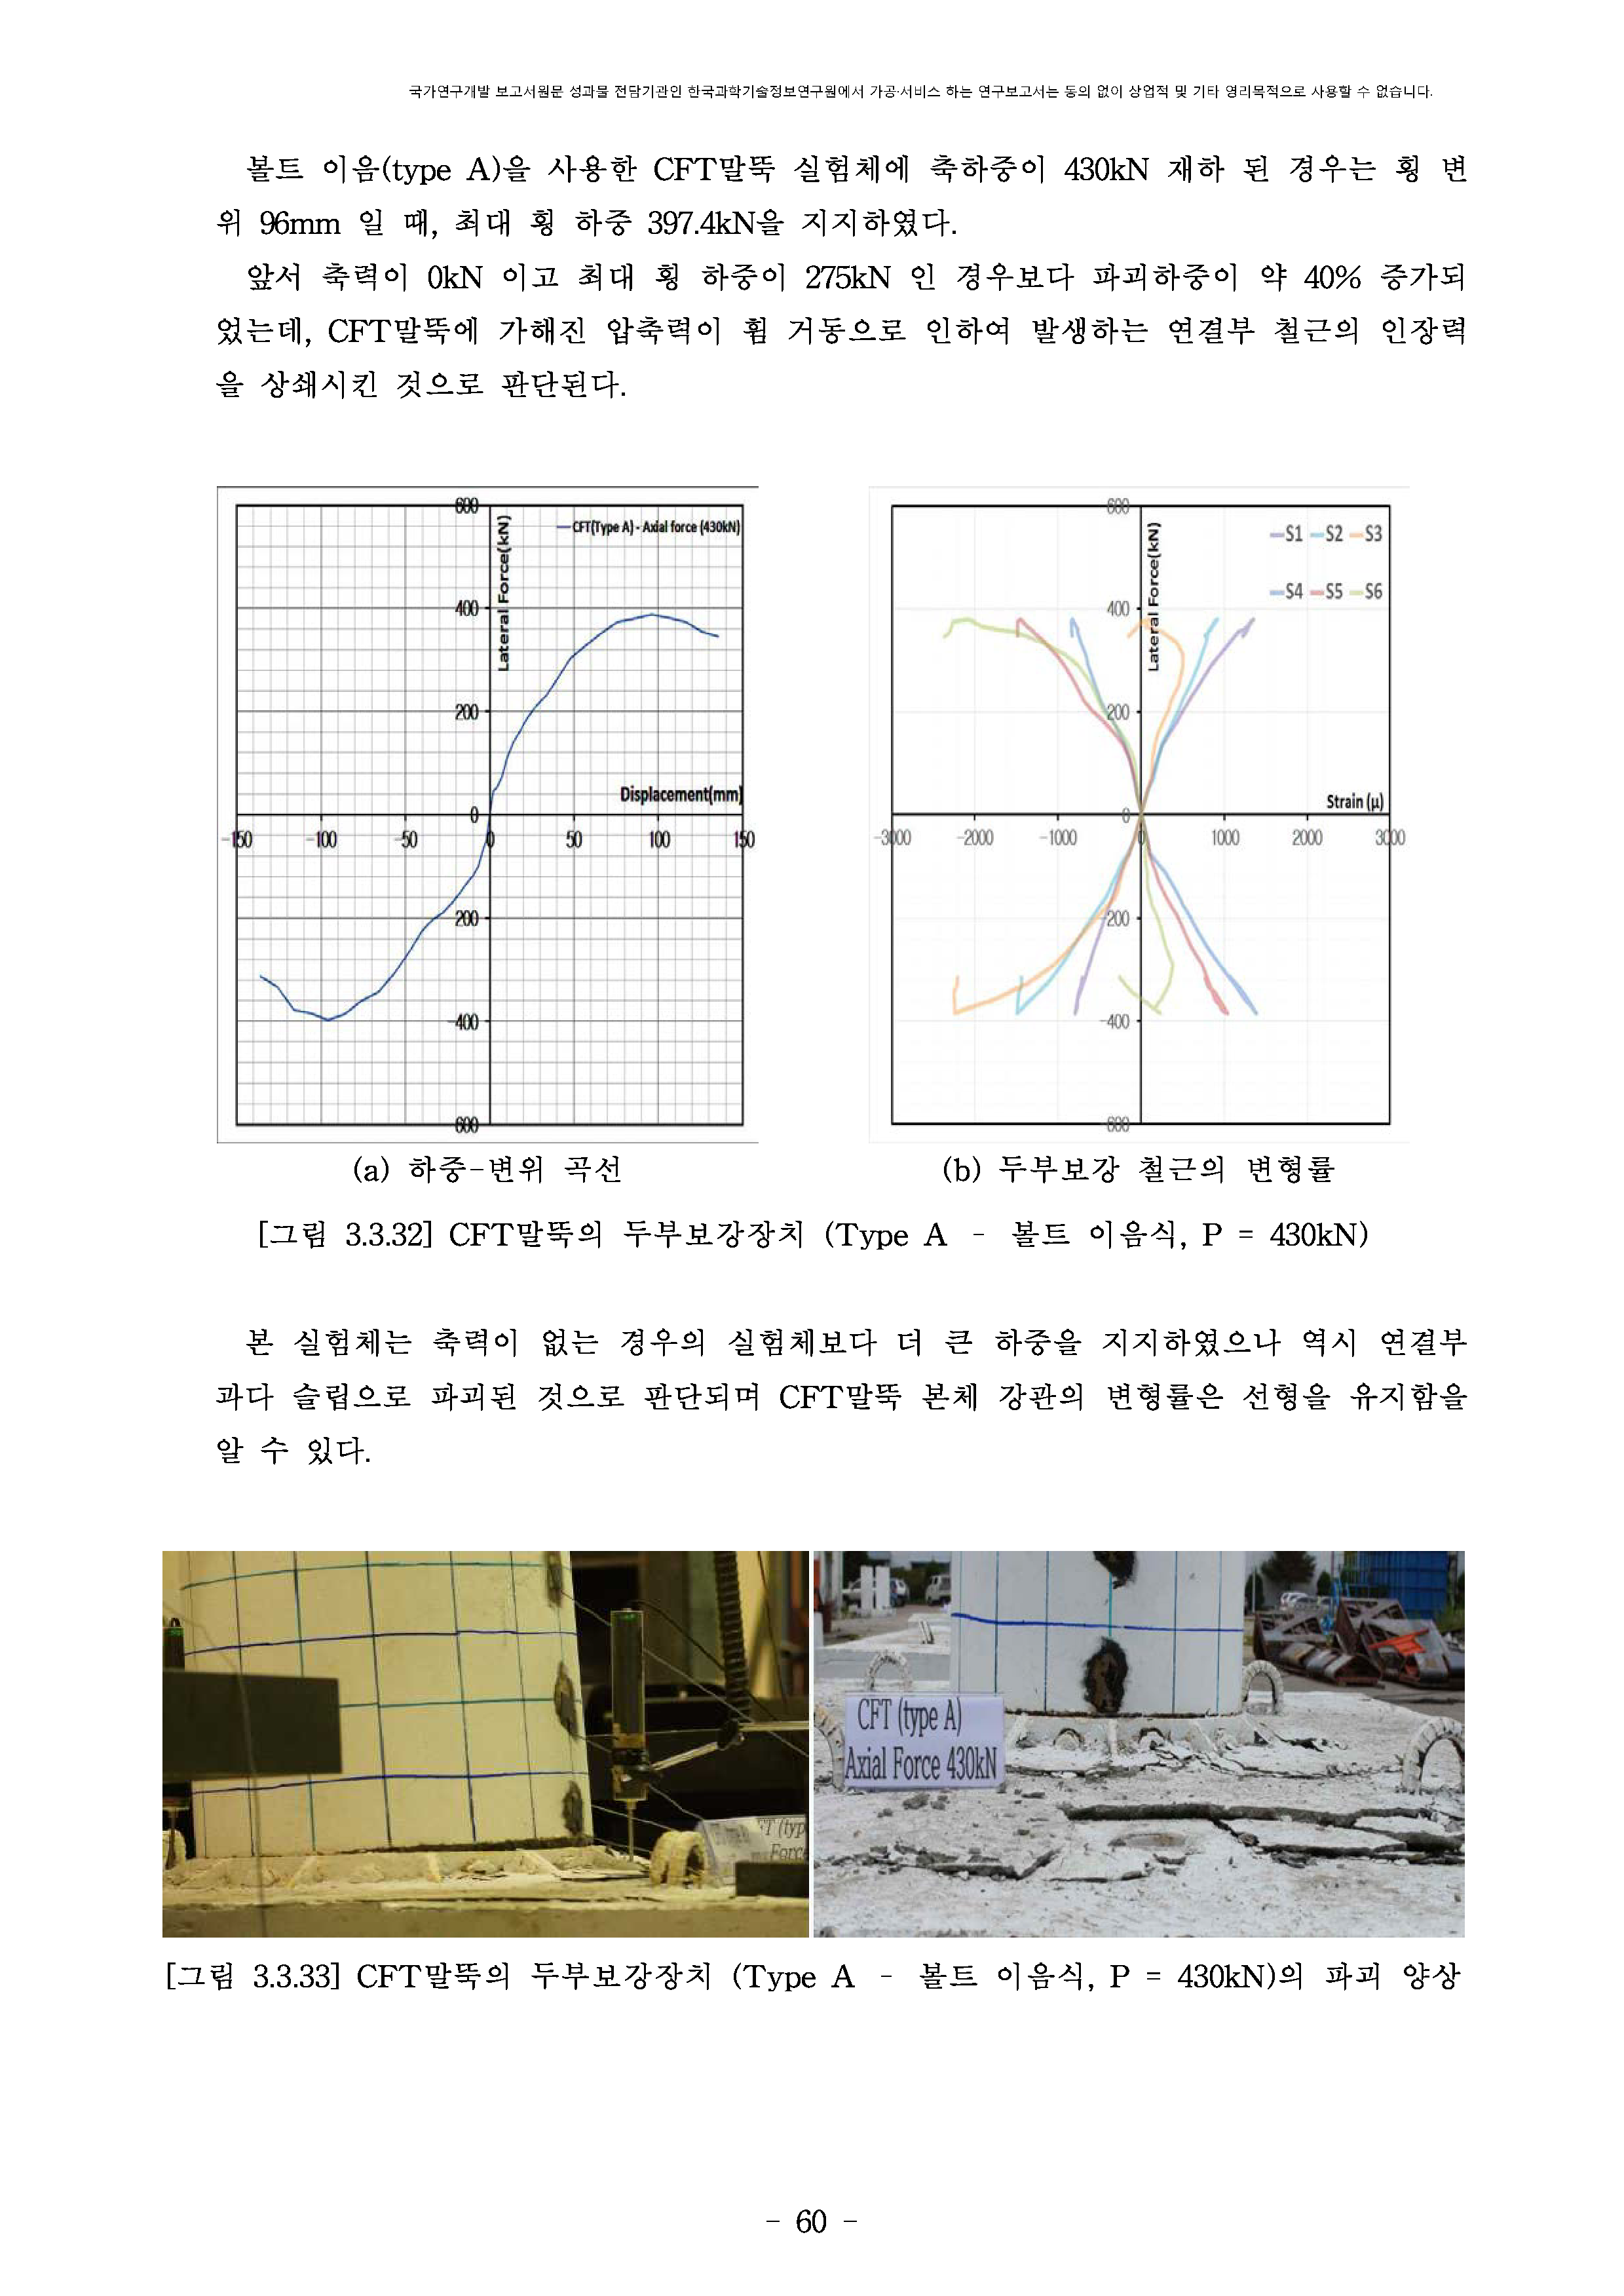 국가연구개발 보고서원문 성과물 전담기관인 한국과학기술정보연구원에서 가공·서비스 하는 연구보고서는 동의 없이 상업적 및 기타 영리목적으로 사용할 수 없습니다.
볼트 이음(type A)을 사용한 CFT말뚝 실험체에 축하중이 430kN 재하 된 경우는 횡 변
위 96mm 일 때, 최대 횡 하중 397.4kN을 지지하였다.
앞서 축력이 0kN 이고 최대 횡 하중이 275kN 인 경우보다 파괴하중이 약 40% 증가되
었는데, CFT말뚝에 가해진 압축력이 휨 거동으로 인하여 발생하는 연결부 철근의 인장력
을 상쇄시킨 것으로 판단된다.
600
CFT(Type A) - Axial force (430kN)
Lateral Force(kN)
400
200
Displacement(mm)
0
-150 -100 -50 0 50 100 150
-200
-400
-600
600
Lateral Force(kN)
S1 S2 S3
S4 S5 S6
400
200
Strain (μ)
0
-3000 -2000 -1000 0 1000 2000 3000
-200
-400
-600
(a) 하중-변위 곡선
(b) 두부보강 철근의 변형률
[그림 3.3.32] CFT말뚝의 두부보강장치 (Type A - 볼트 이음식, P = 430kN)
본 실험체는 축력이 없는 경우의 실험체보다 더 큰 하중을 지지하였으나 역시 연결부
과다 슬립으로 파괴된 것으로 판단되며 CFT말뚝 본체 강관의 변형률은 선형을 유지함을
알 수 있다.
CFT (type A)
Axial Force 430kN
[그림 3.3.33] CFT말뚝의 두부보강장치 (Type A - 볼트 이음식, P = 430kN)의 파괴 양상
- 60 -